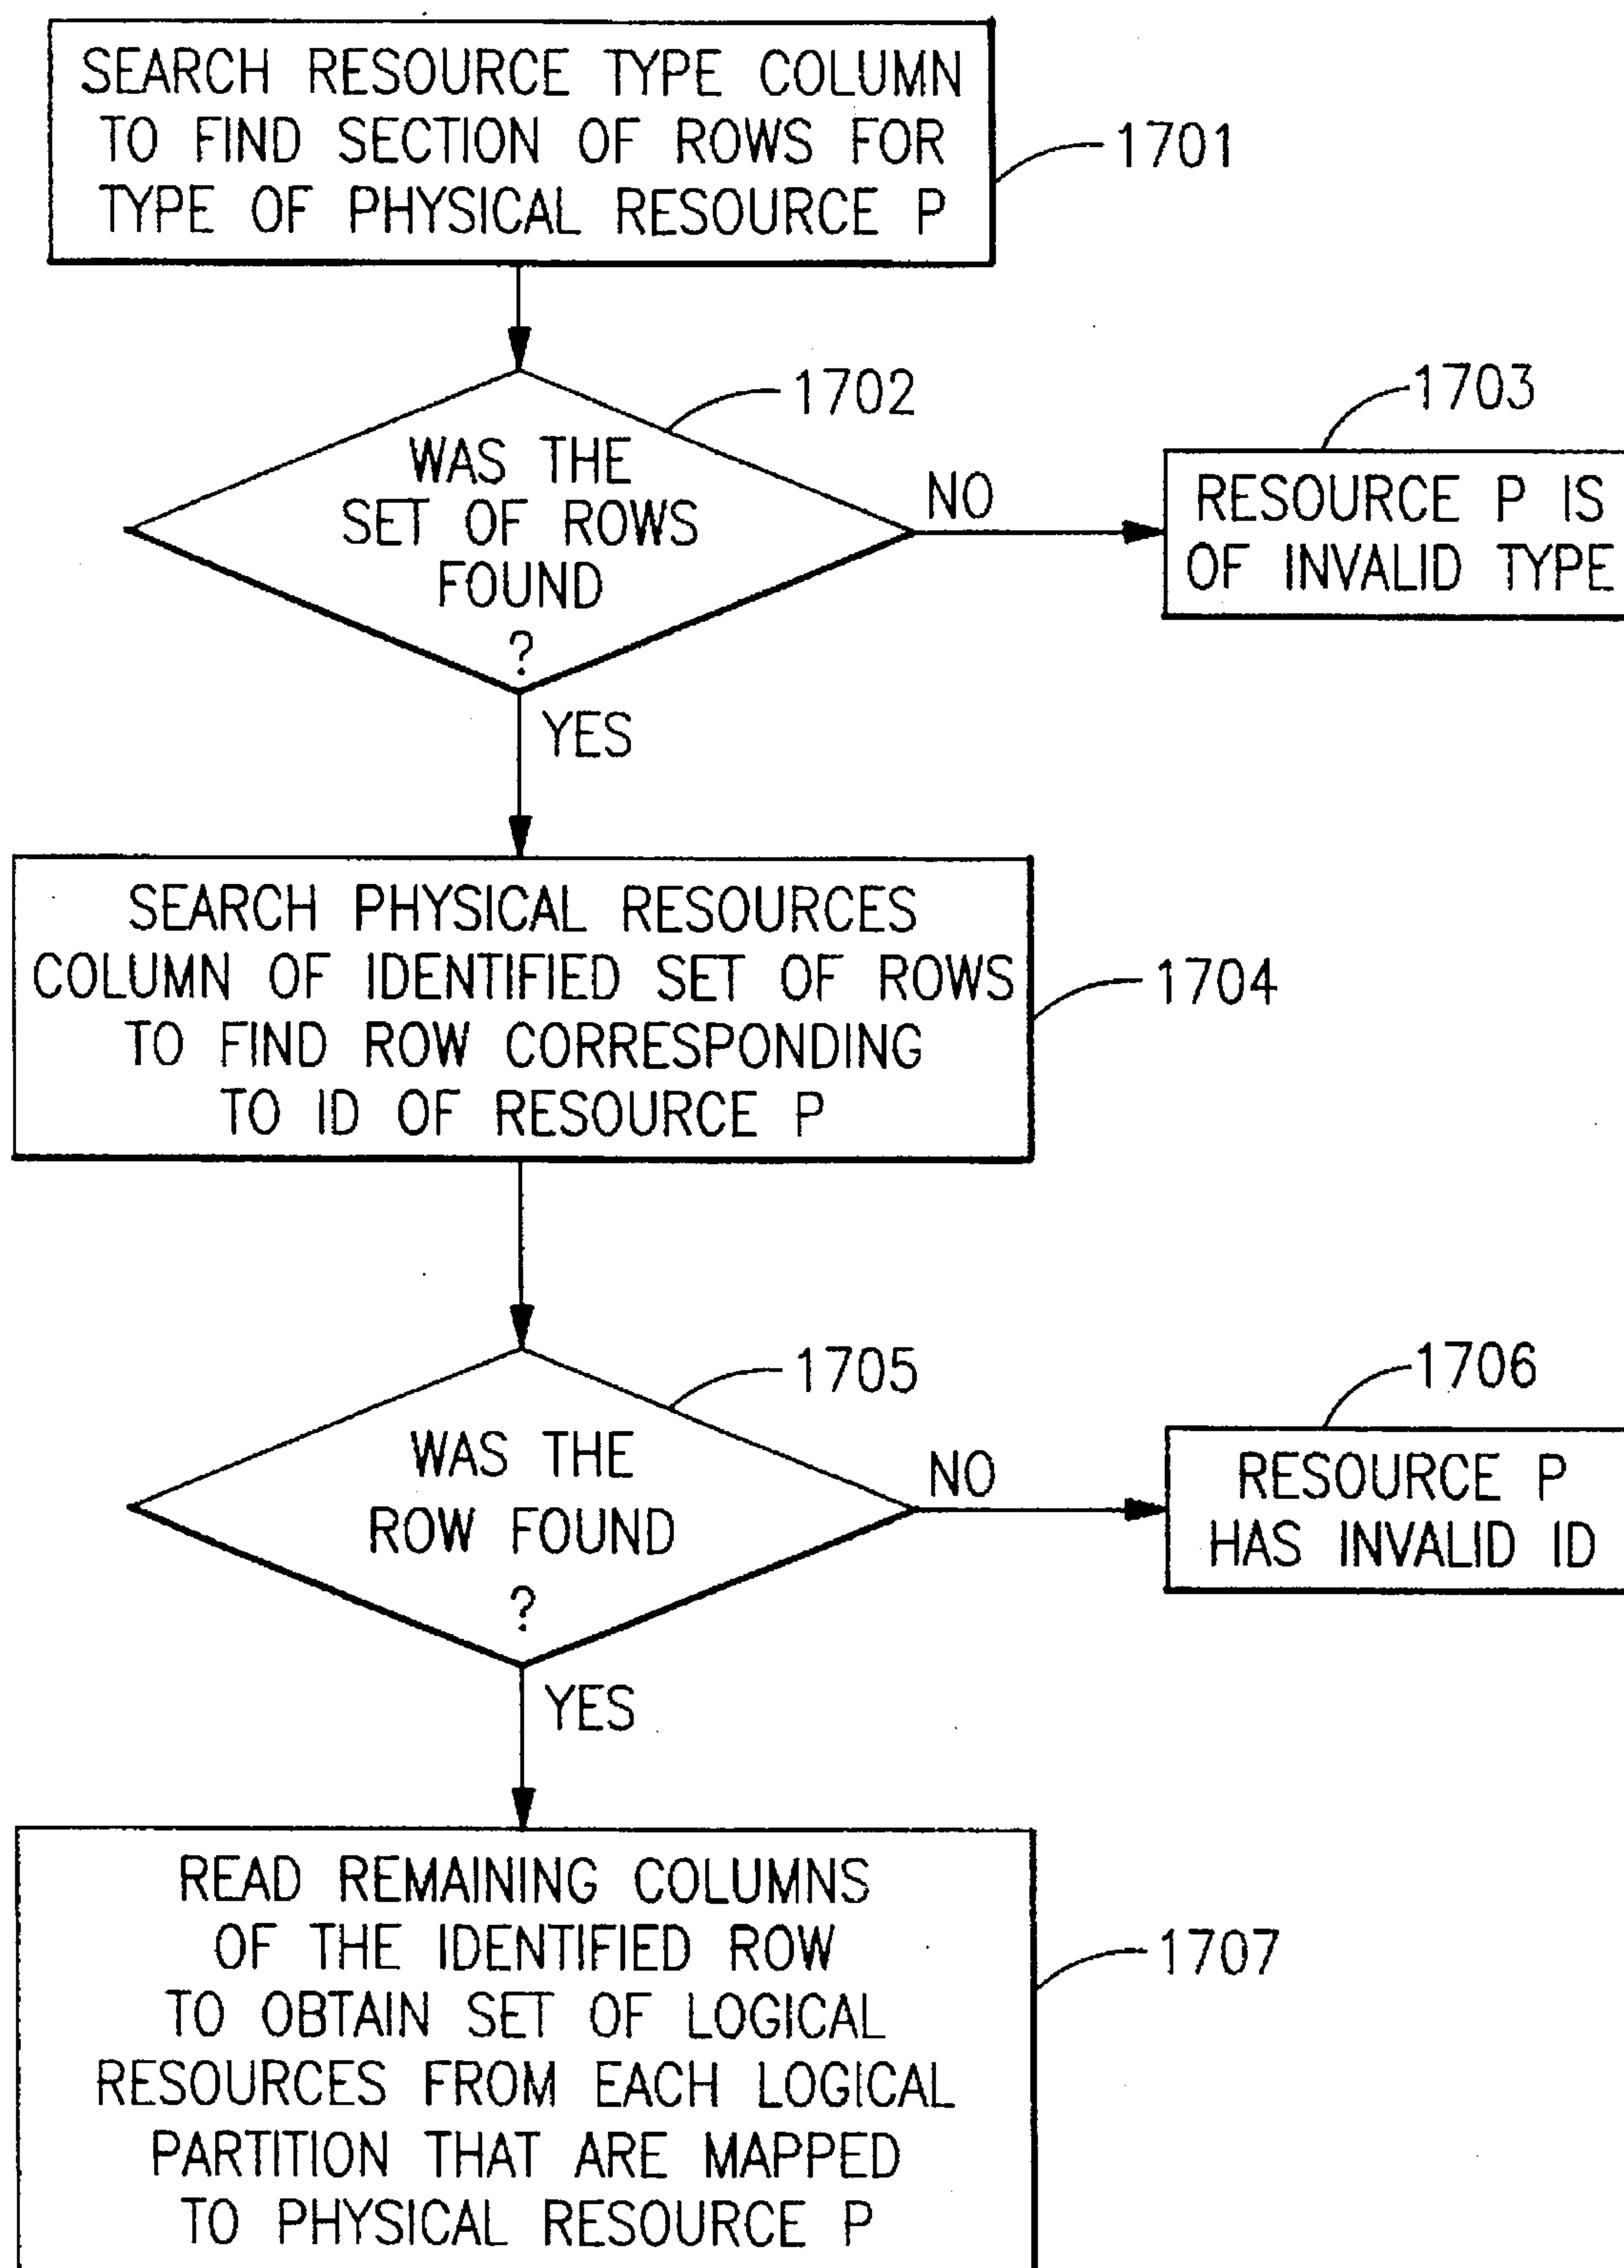 SEARCH RESOURCE TYPE COLUMN
TO FIND SECTION OF ROWS FOR
TYPE OF PHYSICAL RESOURCE P
1701
1702
WAS THE
SET OF ROWS
FOUND
?
NO
1703
RESOURCE P IS
OF INVALID TYPE
YES
SEARCH PHYSICAL RESOURCES
COLUMN OF IDENTIFIED SET OF ROWS
TO FIND ROW CORRESPONDING
TO ID OF RESOURCE P
1704
1705
WAS THE
ROW FOUND
?
NO
1706
RESOURCE P
HAS INVALID ID
YES
READ REMAINING COLUMNS
OF THE IDENTIFIED ROW
TO OBTAIN SET OF LOGICAL
RESOURCES FROM EACH LOGICAL
PARTITION THAT ARE MAPPED
TO PHYSICAL RESOURCE P
1707